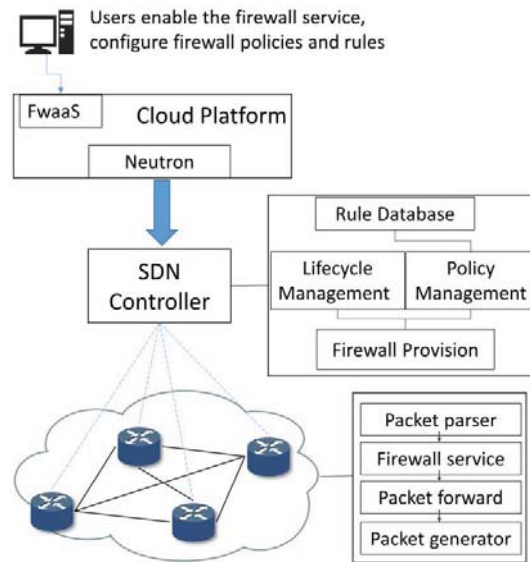 Users enable the firewall service,
configure firewall policies and rules
FwaaS
Cloud Platform
Neutron
SDN
Controller
Rule Database
Lifecycle
Management
Policy
Management
Firewall Provision
Packet parser
Firewall service
Packet forward
Packet generator